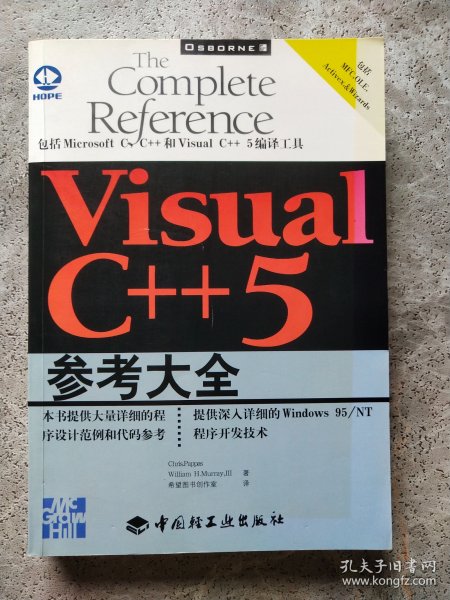 OSBORNE
HOPE
The
Complete
Reference
包括
MFC,OLE,
Activex,&Wizards
包括Microsoft C、C++和Visual C++ 5编译工具
Visual
C++5
参考大全
本书提供大量详细的程
序设计范例和代码参考
提供深入详细的Windows 95/NT
程序开发技术
Chris.Pappas
William H.Murray,III 著
希望图书创作室 译
Mc
Graw
Hill
中国轻工业出版社
孔夫子旧书网
www.kongfz.com